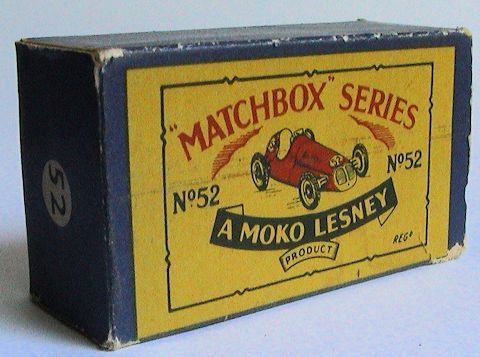 "MATCHBOX" SERIES
Nº52
Nº52
A MOKO LESNEY
PRODUCT
REGD
52